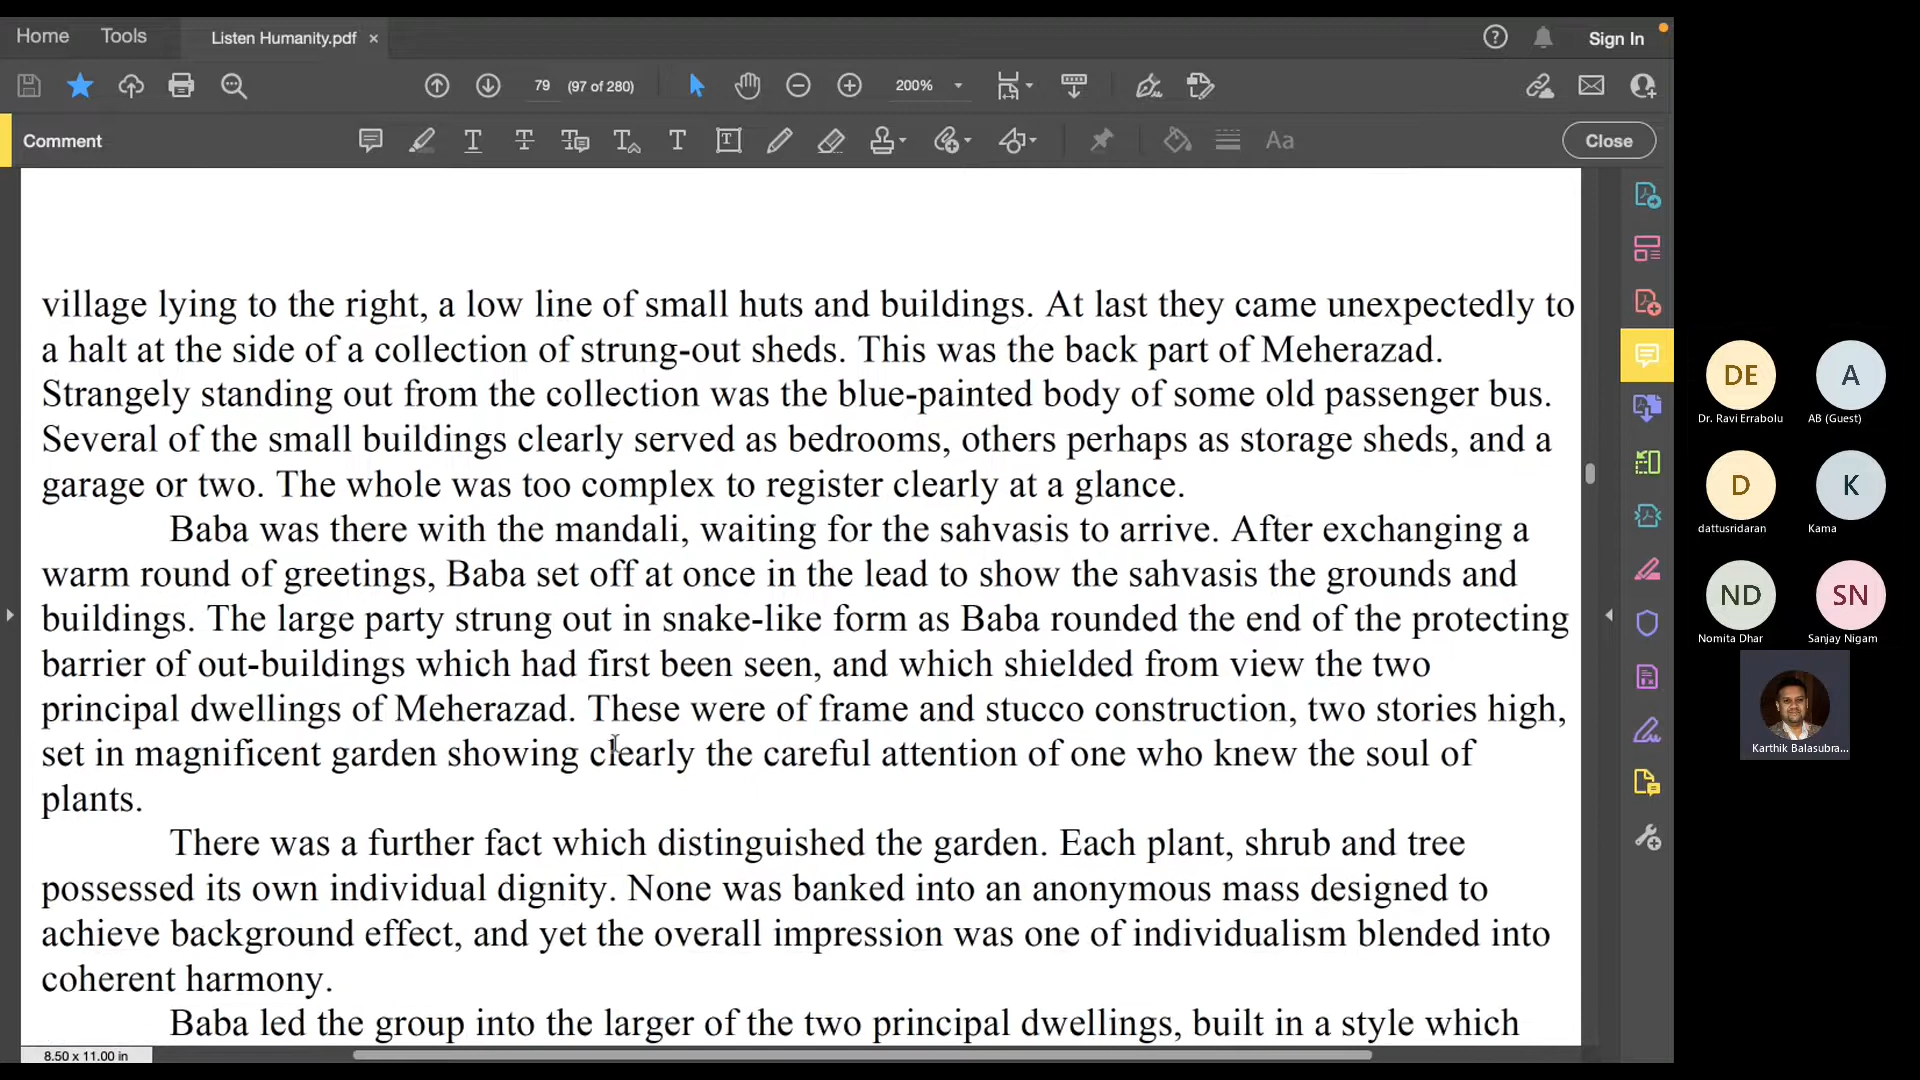 Home
Tools
Listen Humanity.pdf
Sign In
79 (97 of 280)
200%
Comment
Aa
Close
village lying to the right, a low line of small huts and buildings. At last they came unexpectedly to
a halt at the side of a collection of strung-out sheds. This was the back part of Meherazad.
Strangely standing out from the collection was the blue-painted body of some old passenger bus.
Several of the small buildings clearly served as bedrooms, others perhaps as storage sheds, and a
garage or two. The whole was too complex to register clearly at a glance.
Baba was there with the mandali, waiting for the sahvasis to arrive. After exchanging a
warm round of greetings, Baba set off at once in the lead to show the sahvasis the grounds and
buildings. The large party strung out in snake-like form as Baba rounded the end of the protecting
barrier of out-buildings which had first been seen, and which shielded from view the two
principal dwellings of Meherazad. These were of frame and stucco construction, two stories high,
set in magnificent garden showing clearly the careful attention of one who knew the soul of
plants.
There was a further fact which distinguished the garden. Each plant, shrub and tree
possessed its own individual dignity. None was banked into an anonymous mass designed to
achieve background effect, and yet the overall impression was one of individualism blended into
coherent harmony.
Baba led the group into the larger of the two principal dwellings, built in a style which
8.50 x 11.00 in
DE
A
Dr. Ravi Errabolu
AB (Guest)
D
K
dattusridaran
Kama
ND
SN
Nomita Dhar
Sanjay Nigam
Karthik Balasubra...